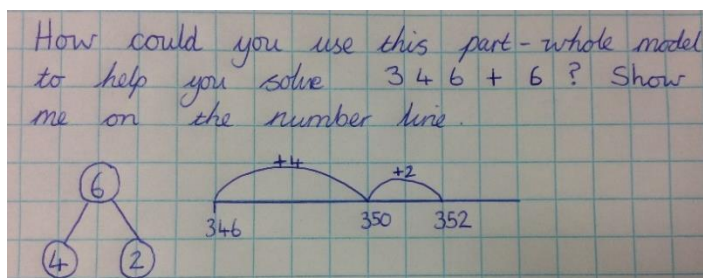 How could you use this part-whole model
to help you solve 346 + 6? Show
me on the number line.
+4 +2
6
346 350 352
4 2